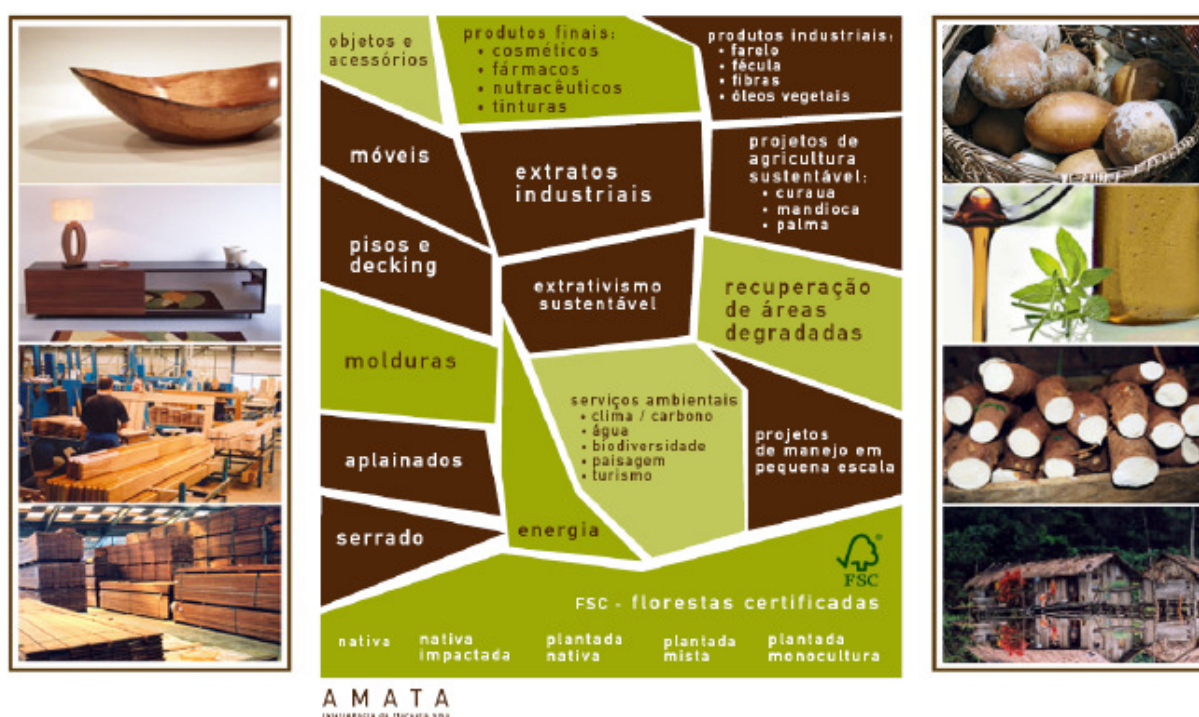 objetos e
acessórios
produtos finais:
• cosméticos
• fármacos
• nutracêuticos
• tinturas
produtos industriais:
• farelo
• fécula
• fibras
• óleos vegetais
móveis
extratos
industriais
projetos de
agricultura
sustentável:
• curaua
• mandioca
• palma
pisos e
decking
extrativismo
sustentável
recuperação
de áreas
degradadas
molduras
serviços ambientais
• clima / carbono
• água
• biodiversidade
• paisagem
• turismo
projetos
de manejo em
pequena escala
aplainados
serrado
energia
FSC
FSC - florestas certificadas
nativa
nativa
impactada
plantada
nativa
plantada
mista
plantada
monocultura
AMATA